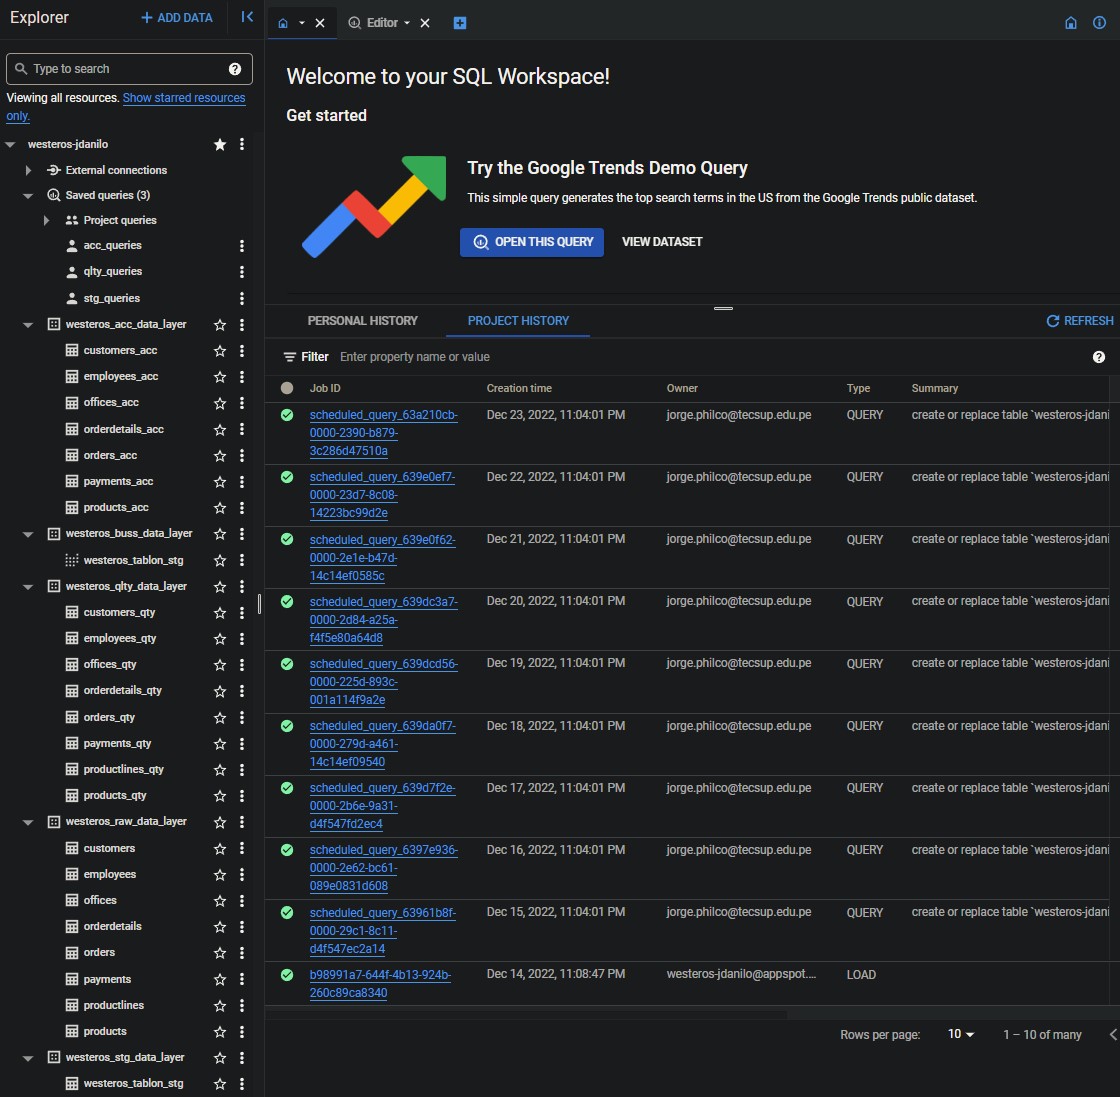 Explorer
+ ADD DATA
Type to search
Viewing all resources. Show starred resources
only.
westeros-jdanilo
External connections
Saved queries (3)
Project queries
acc_queries
qlty_queries
stg_queries
westeros_acc_data_layer
customers_acc
employees_acc
offices_acc
orderdetails_acc
orders_acc
payments_acc
products_acc
westeros_buss_data_layer
westeros_tablon_stg
westeros_qlty_data_layer
customers_qty
employees_qty
offices_qty
orderdetails_qty
orders_qty
payments_qty
productlines_qty
products_qty
westeros_raw_data_layer
customers
employees
offices
orderdetails
orders
payments
productlines
products
westeros_stg_data_layer
westeros_tablon_stg
Editor
Welcome to your SQL Workspace!
Get started
Try the Google Trends Demo Query
This simple query generates the top search terms in the US from the Google Trends public dataset.
OPEN THIS QUERY VIEW DATASET
PERSONAL HISTORY PROJECT HISTORY REFRESH
Filter Enter property name or value
Job ID Creation time Owner Type Summary
scheduled_query_63a210cb- Dec 23, 2022, 11:04:01 PM jorge.philco@tecsup.edu.pe QUERY create or replace table `westeros-jdani
0000-2390-b879-
3c286d47510a
scheduled_query_639e0ef7- Dec 22, 2022, 11:04:01 PM jorge.philco@tecsup.edu.pe QUERY create or replace table `westeros-jdani
0000-23d7-8c08-
14223bc99d2e
scheduled_query_639e0f62- Dec 21, 2022, 11:04:01 PM jorge.philco@tecsup.edu.pe QUERY create or replace table `westeros-jdani
0000-2e1e-b47d-
14c14ef0585c
scheduled_query_639dc3a7- Dec 20, 2022, 11:04:01 PM jorge.philco@tecsup.edu.pe QUERY create or replace table `westeros-jdani
0000-2d84-a25a-
f4f5e80a64d8
scheduled_query_639dcd56- Dec 19, 2022, 11:04:01 PM jorge.philco@tecsup.edu.pe QUERY create or replace table `westeros-jdani
0000-225d-893c-
001a114f9a2e
scheduled_query_639da0f7- Dec 18, 2022, 11:04:01 PM jorge.philco@tecsup.edu.pe QUERY create or replace table `westeros-jdani
0000-279d-a461-
14c14ef09540
scheduled_query_639d7f2e- Dec 17, 2022, 11:04:01 PM jorge.philco@tecsup.edu.pe QUERY create or replace table `westeros-jdani
0000-2b6e-9a31-
d4f547fd2ec4
scheduled_query_6397e936- Dec 16, 2022, 11:04:01 PM jorge.philco@tecsup.edu.pe QUERY create or replace table `westeros-jdani
0000-2e62-bc61-
089e0831d608
scheduled_query_63961b8f- Dec 15, 2022, 11:04:01 PM jorge.philco@tecsup.edu.pe QUERY create or replace table `westeros-jdani
0000-29c1-8c11-
d4f547ec2a14
b98991a7-644f-4b13-924b- Dec 14, 2022, 11:08:47 PM westeros-jdanilo@appspot.... LOAD
260c89ca8340
Rows per page: 10 1 – 10 of many